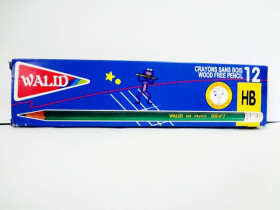 WALID
CRAYONS SANS BOIS
WOOD FREE PENCIL
12
HB
WALID